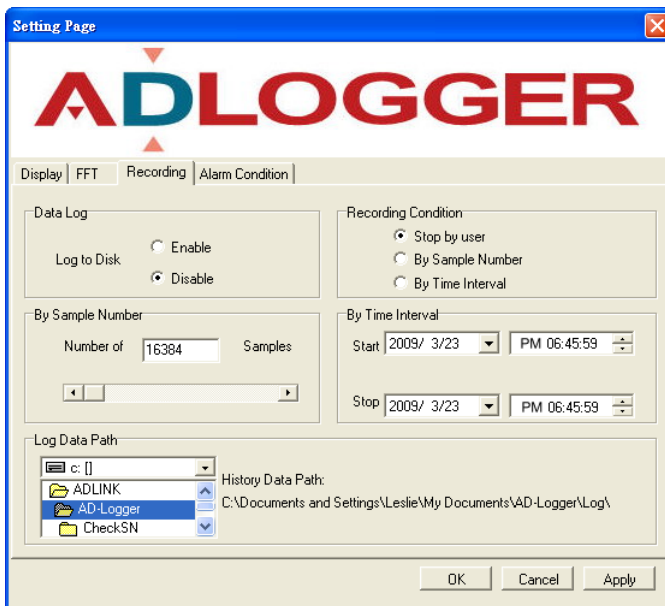 Setting Page
ADLOGGER
Display FFT Recording Alarm Condition
Data Log
Log to Disk
Enable
Disable
Recording Condition
Stop by user
By Sample Number
By Time Interval
By Sample Number
Number of 16384 Samples
By Time Interval
Start 2009/ 3/23 PM 06:45:59
Stop 2009/ 3/23 PM 06:45:59
Log Data Path
c: []
ADLINK
AD-Logger
CheckSN
History Data Path:
C:\Documents and Settings\Leslie\My Documents\AD-Logger\Log\
OK Cancel Apply